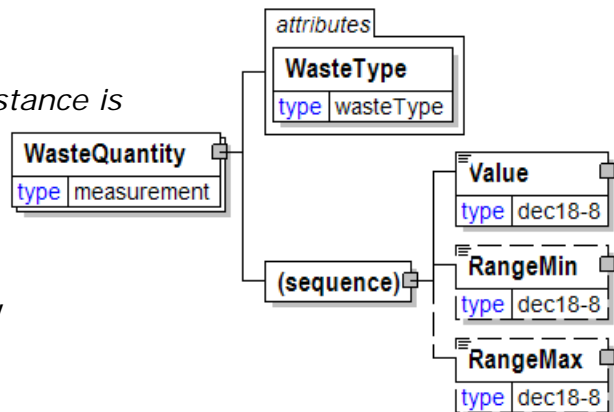 attributes
WasteType
type wasteType
stance is
WasteQuantity
type measurement
Value
type dec18-8
(sequence)
RangeMin
type dec18-8
RangeMax
type dec18-8